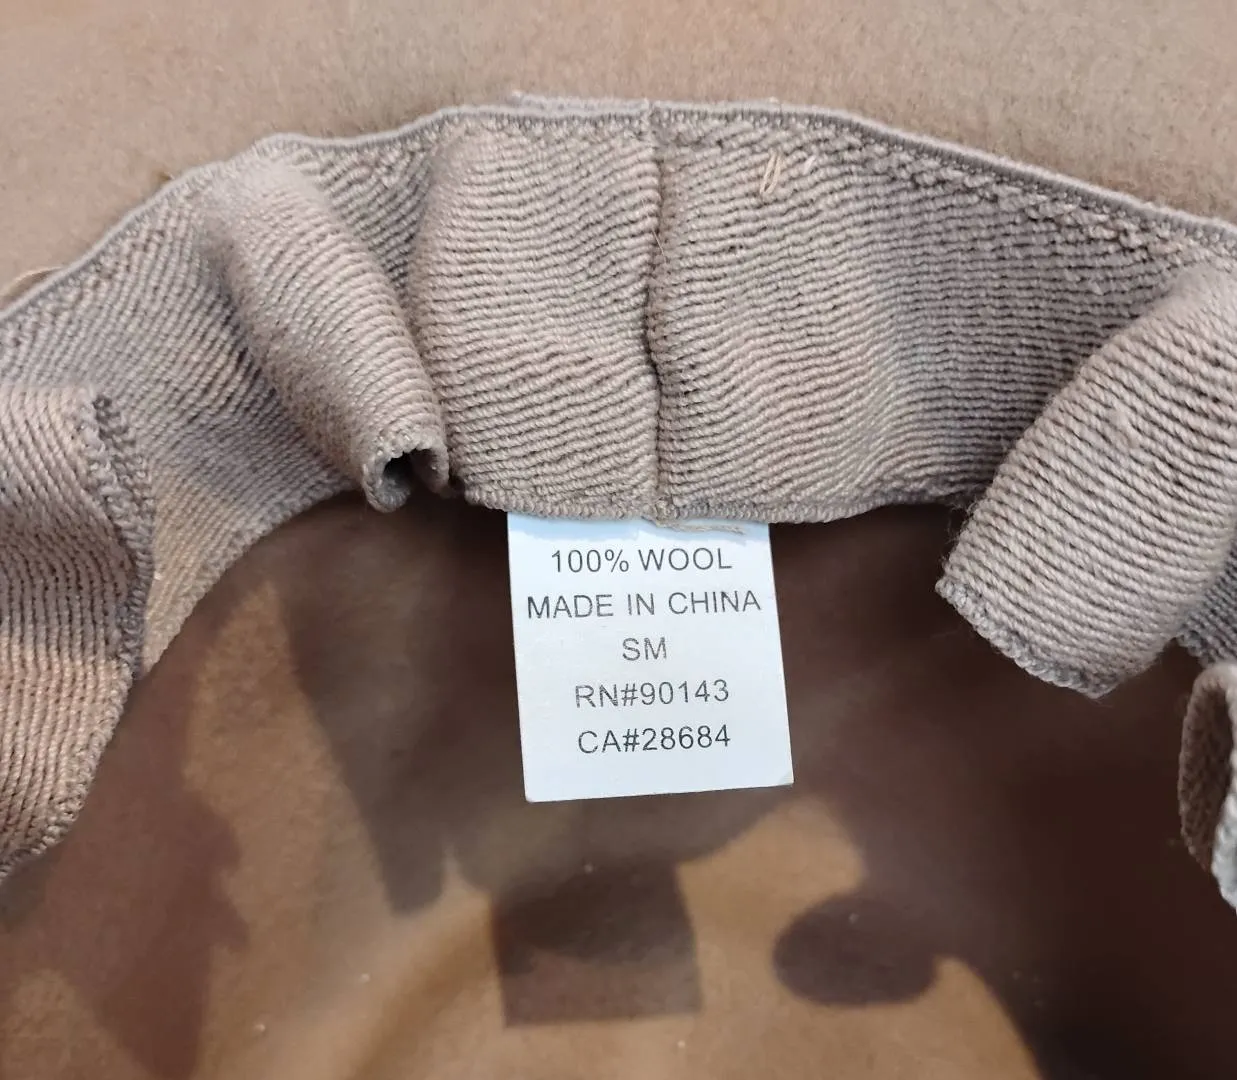 100% WOOL
MADE IN CHINA
SM
RN#90143
CA#28684